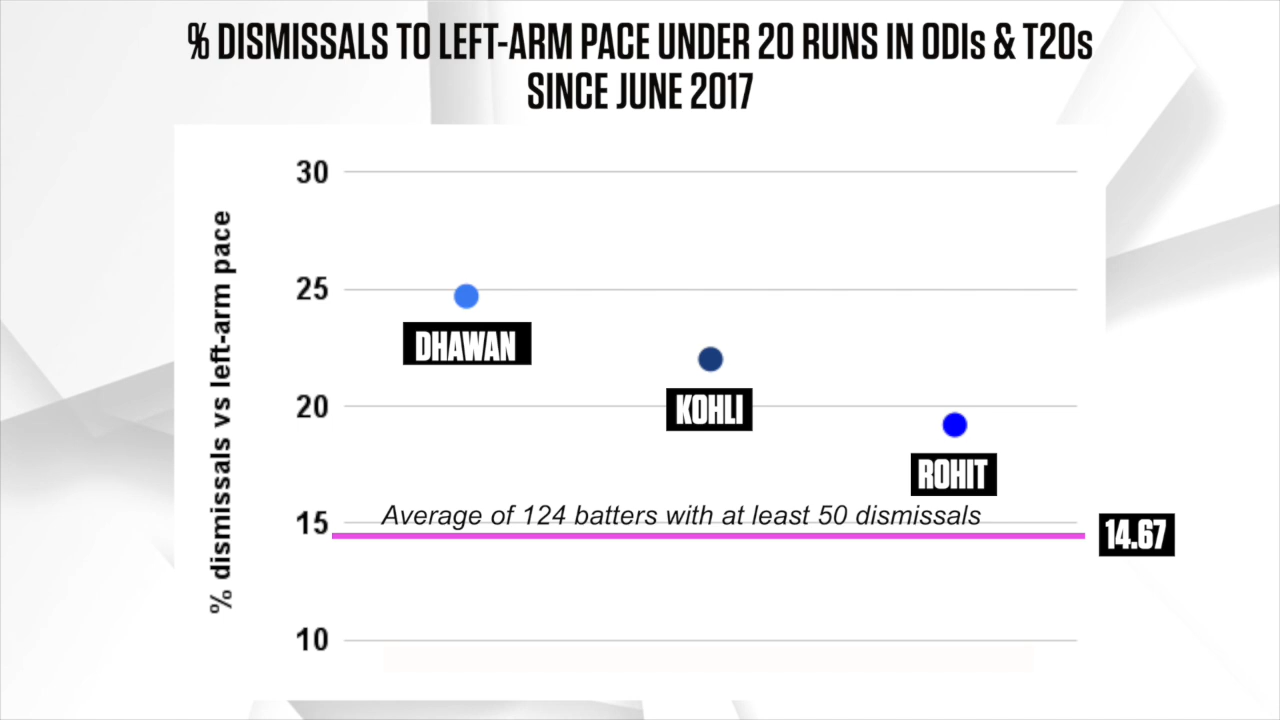 % DISMISSALS TO LEFT-ARM PACE UNDER 20 RUNS IN ODIs & T20s
SINCE JUNE 2017
% dismissals vs left-arm pace
30
25
DHAWAN
KOHLI
20
ROHIT
Average of 124 batters with at least 50 dismissals
15
14.67
10